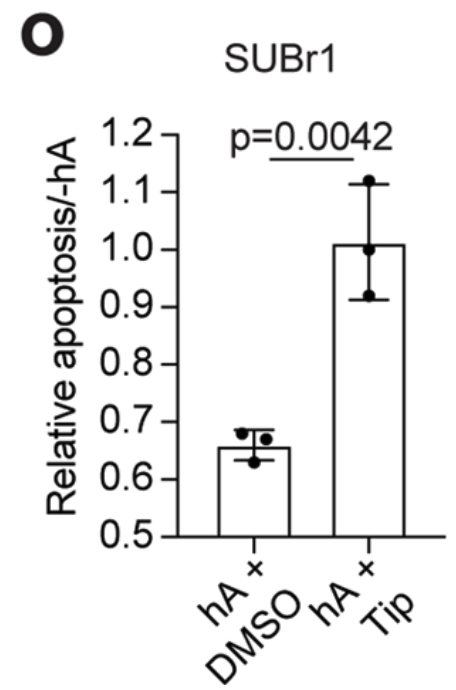 O
SUBr1
p=0.0042
Relative apoptosis/-hA
1.2
1.1
1.0
0.9
0.8
0.7
0.6
0.5
hA +
DMSO
hA +
Tip